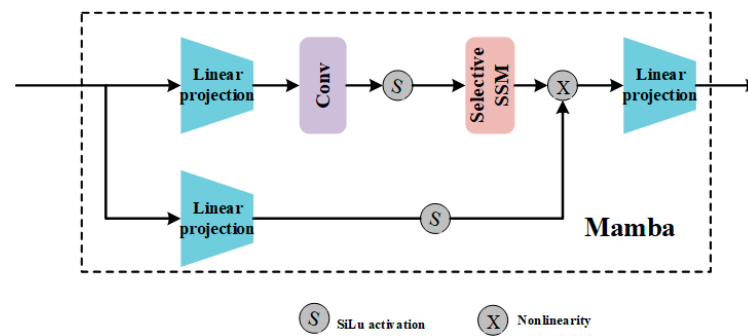 Linear
projection
Conv
S
Selective
SSM
X
Linear
projection
Linear
projection
S
Mamba
S
SiLu activation
X
Nonlinearity